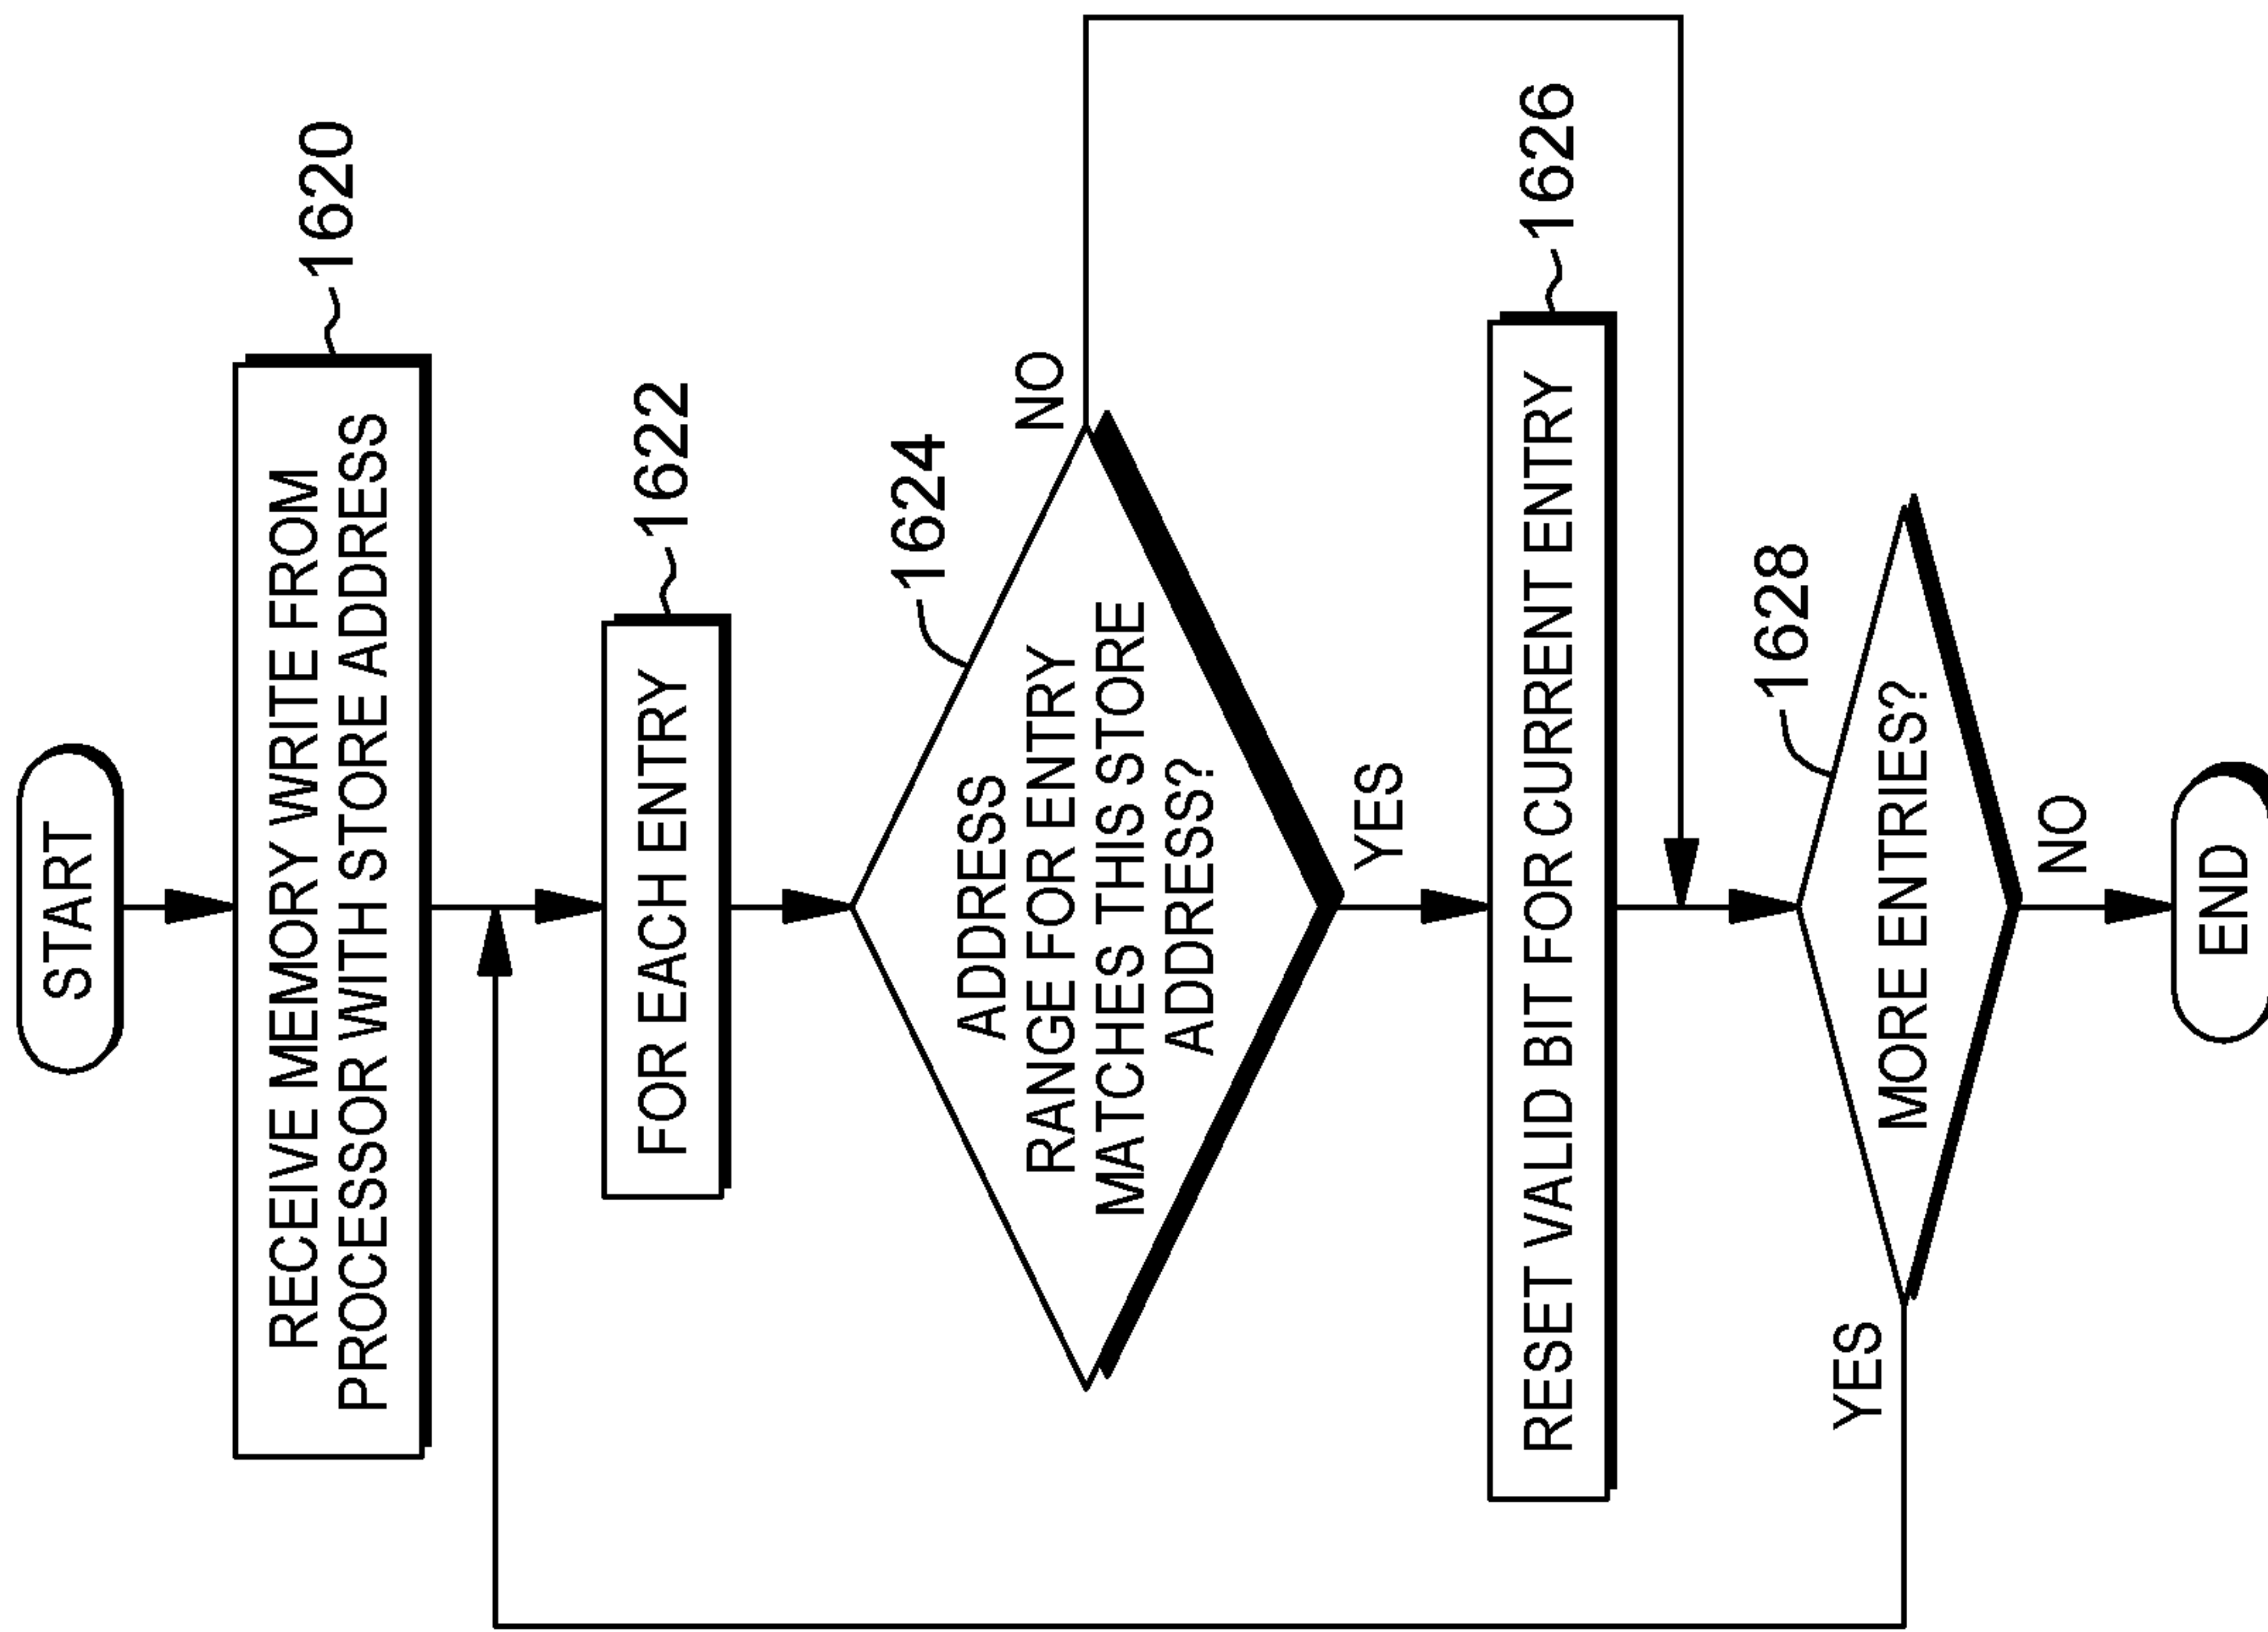 START
RECEIVE MEMORY WRITE FROM
PROCESSOR WITH STORE ADDRESS
1620
FOR EACH ENTRY
1622
1624
ADDRESS
RANGE FOR ENTRY
MATCHES THIS STORE
ADDRESS?
NO
YES
RESET VALID BIT FOR CURRENT ENTRY
1626
1628
MORE ENTRIES?
YES
NO
END